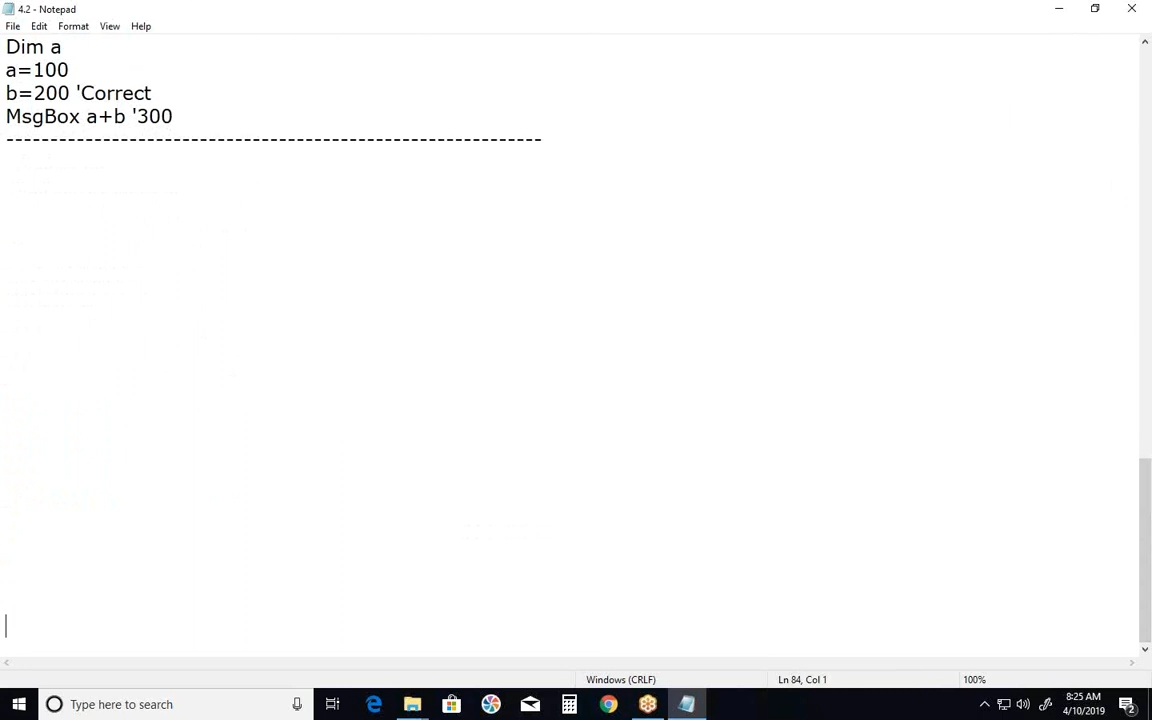 4.2 - Notepad
File Edit Format View Help
Dim a
a=100
b=200 'Correct
MsgBox a+b '300
-------------------------------------------------------------
Windows (CRLF) Ln 84, Col 1 100%
Type here to search
8:25 AM
4/10/2019
2